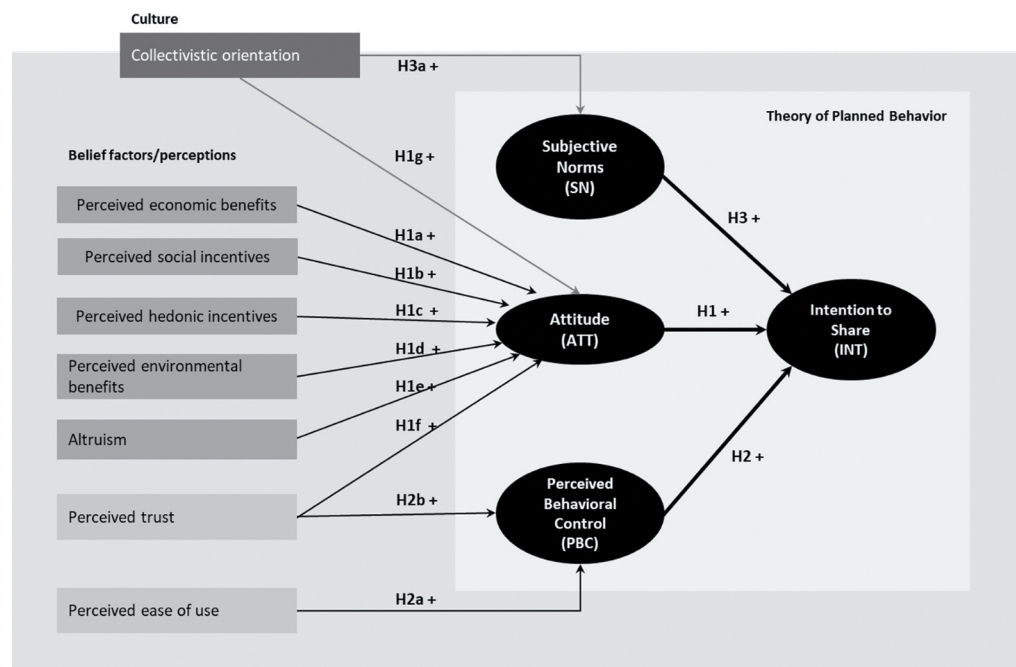 Culture
Collectivistic orientation
H3a +
Theory of Planned Behavior
Subjective
Norms
(SN)
H1g +
Belief factors/perceptions
Perceived economic benefits
H3 +
H1a +
Perceived social incentives
H1b +
Perceived hedonic incentives
H1c +
Attitude
(ATT)
H1 +
Intention to
Share
(INT)
H1d +
Perceived environmental
benefits
H1e +
Altruism
H1f +
H2 +
Perceived trust
H2b +
Perceived
Behavioral
Control
(PBC)
Perceived ease of use
H2a +